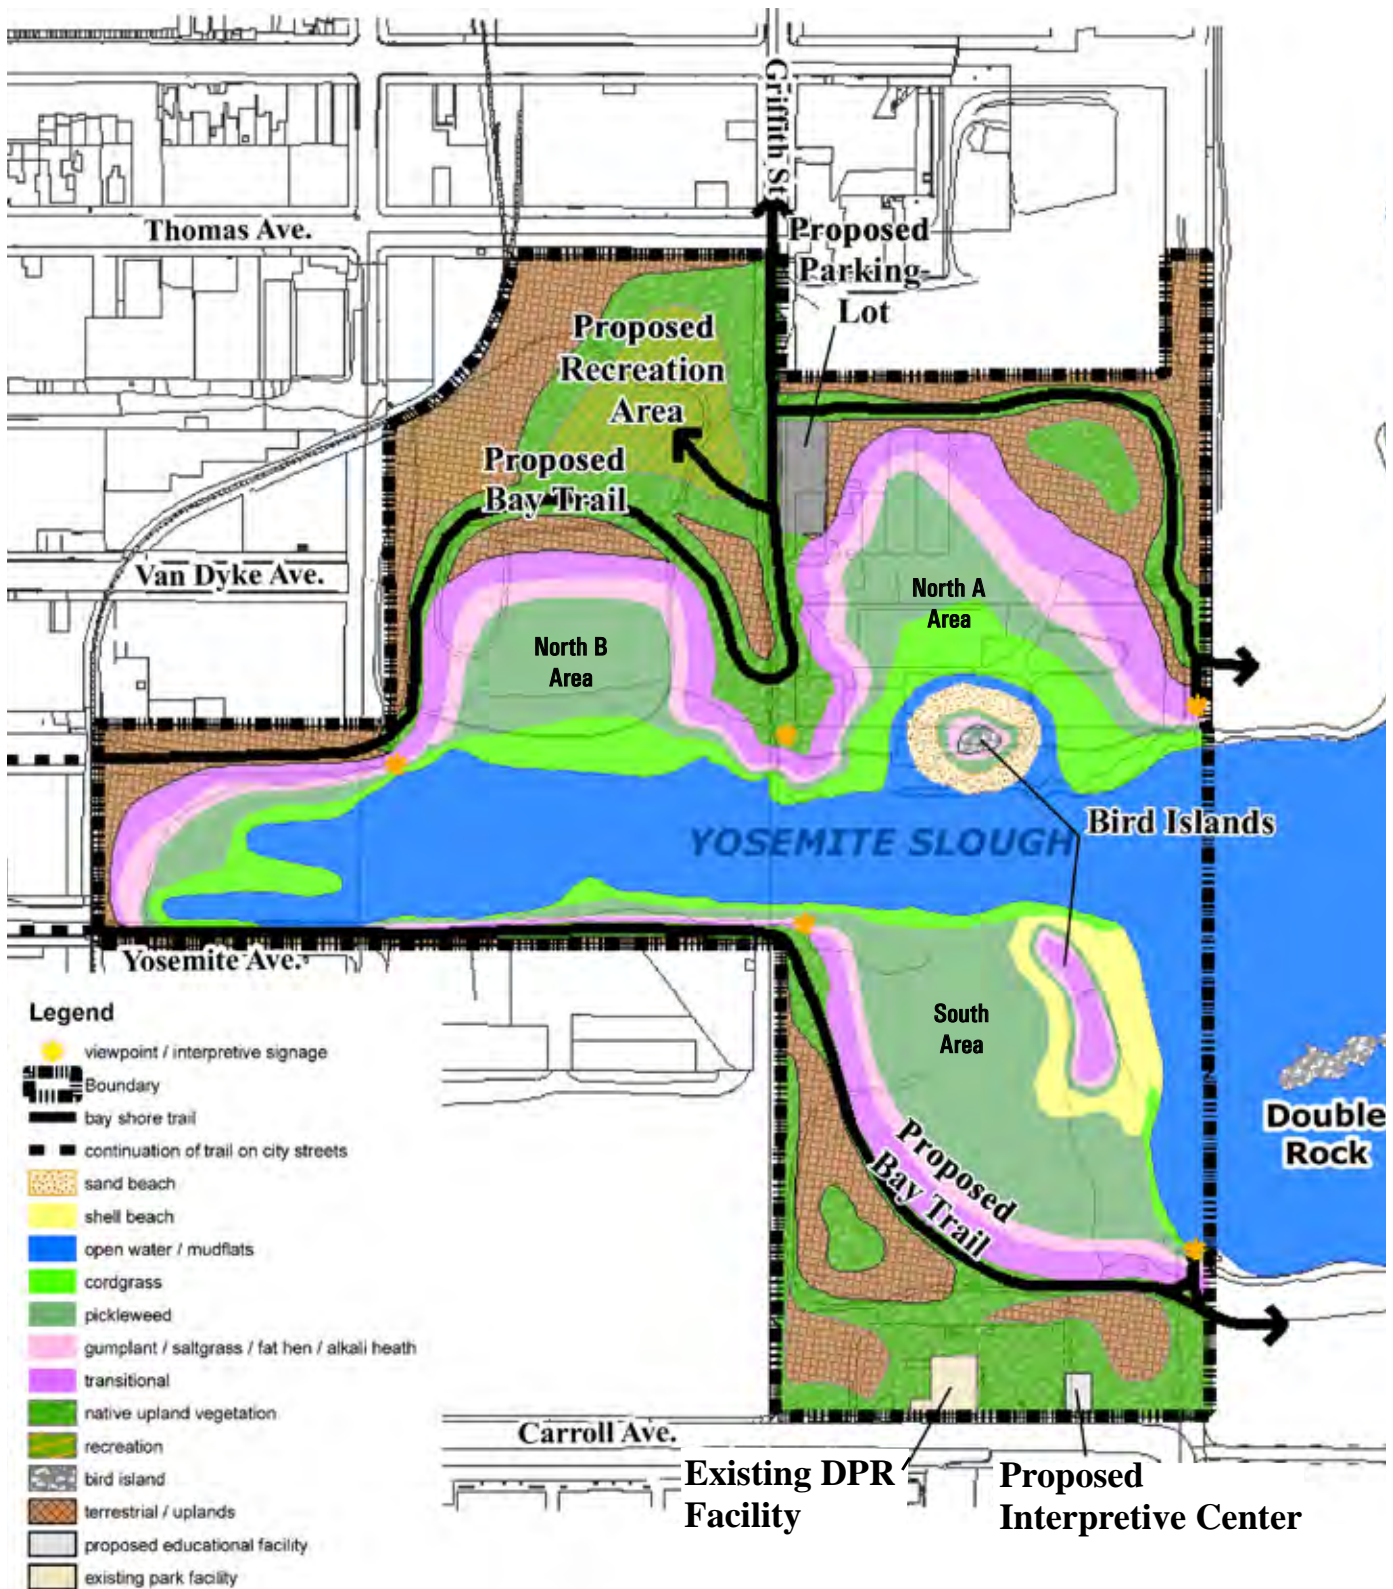 Griffith St.
Thomas Ave.
Proposed
Parking
Lot
Proposed
Recreation
Area
Proposed
Bay Trail
Van Dyke Ave.
North A
Area
North B
Area
Bird Islands
YOSEMITE SLOUGH
Yosemite Ave.
South
Area
Double
Rock
Proposed
Bay Trail
Legend
viewpoint / interpretive signage
Boundary
bay shore trail
continuation of trail on city streets
sand beach
shell beach
open water / mudflats
cordgrass
pickleweed
gumplant / saltgrass / fat hen / alkali heath
transitional
native upland vegetation
recreation
bird island
terrestrial / uplands
proposed educational facility
existing park facility
Carroll Ave.
Existing DPR
Facility
Proposed
Interpretive Center